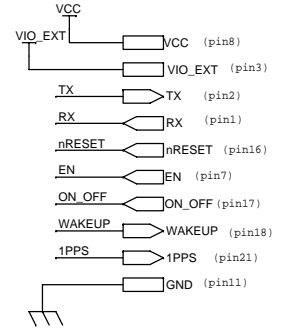 VCC
VIO_EXT
VCC (pin8)
VIO_EXT (pin3)
TX TX (pin2)
RX RX (pin1)
nRESET nRESET (pin16)
EN EN (pin7)
ON_OFF ON_OFF (pin17)
WAKEUP WAKEUP (pin18)
1PPS 1PPS (pin21)
GND (pin11)